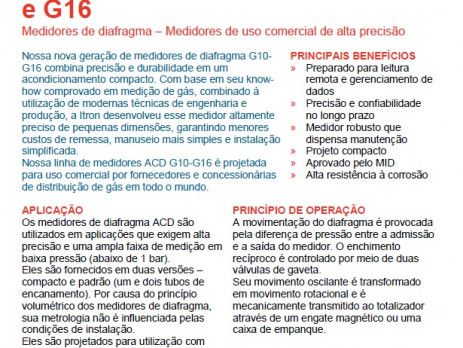 e G16
Medidores de diafragma – Medidores de uso comercial de alta precisão
Nossa nova geração de medidores de diafragma G10-
G16 combina precisão e durabilidade em um
acondicionamento compacto. Com base em seu know-
how comprovado em medição de gás, combinado à
utilização de modernas técnicas de engenharia e
produção, a Itron desenvolveu esse medidor altamente
preciso de pequenas dimensões, garantindo menores
custos de remessa, manuseio mais simples e instalação
simplificada.
Nossa linha de medidores ACD G10-G16 é projetada
para uso comercial por fornecedores e concessionárias
de distribuição de gás em todo o mundo.
PRINCIPAIS BENEFÍCIOS
» Preparado para leitura
remota e gerenciamento de
dados
» Precisão e confiabilidade
no longo prazo
» Medidor robusto que
dispensa manutenção
» Projeto compacto
» Aprovado pelo MID
» Alta resistência à corrosão
APLICAÇÃO
Os medidores de diafragma ACD são
utilizados em aplicações que exigem alta
precisão e uma ampla faixa de medição em
baixa pressão (abaixo de 1 bar).
Eles são fornecidos em duas versões –
compacto e padrão (um e dois tubos de
encanamento). Por causa do princípio
volumétrico dos medidores de diafragma,
sua metrologia não é influenciada pelas
condições de instalação.
Eles são projetados para utilização com
PRINCÍPIO DE OPERAÇÃO
A movimentação do diafragma é provocada
pela diferença de pressão entre a admissão
e a saída do medidor. O enchimento
recíproco é controlado por meio de duas
válvulas de gaveta.
Seu movimento oscilante é transformado
em movimento rotacional e é
mecanicamente transmitido ao totalizador
através de um engate magnético ou uma
caixa de empanque.